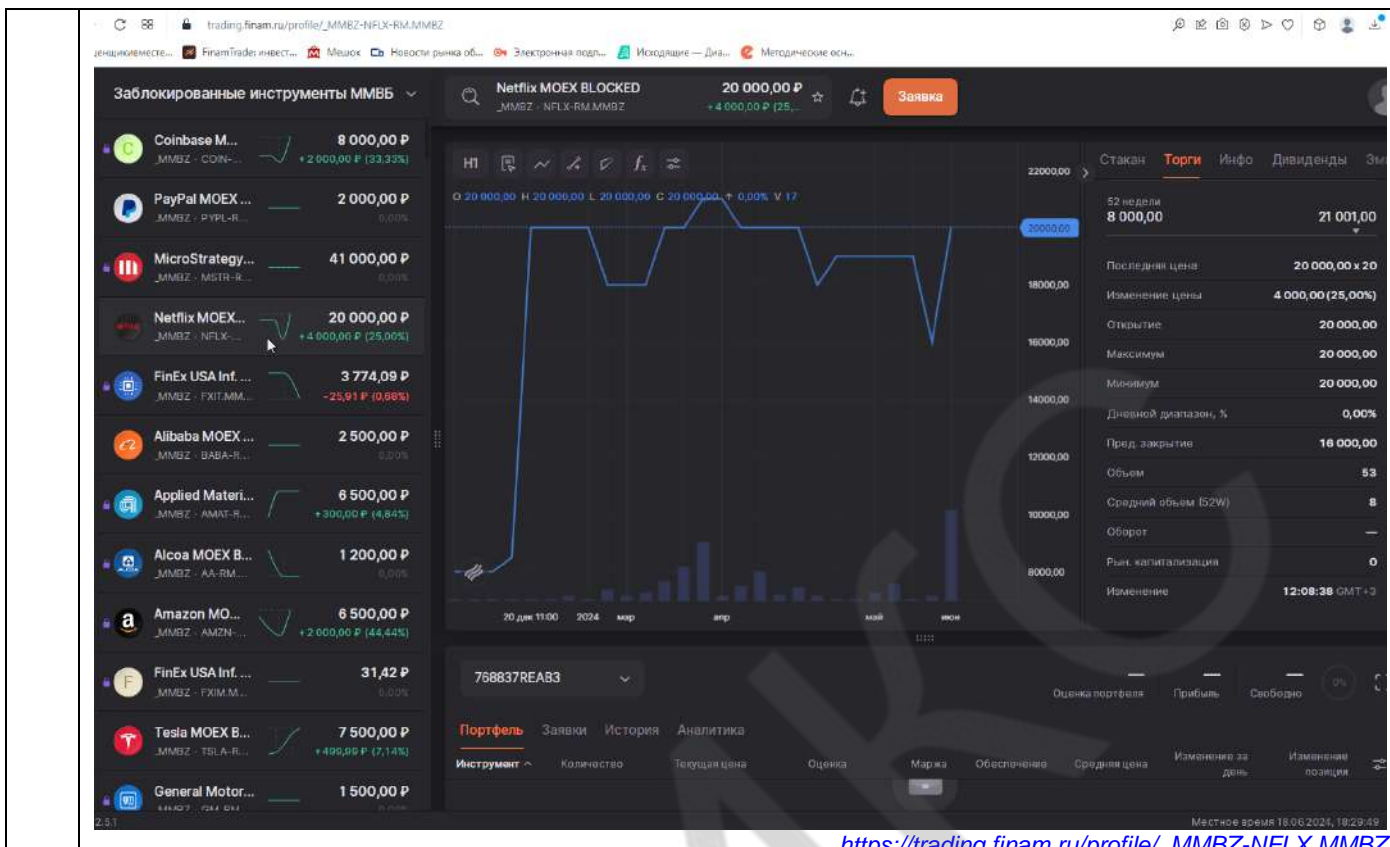 trading.finam.ru/profile/_MMBZ-NFLX-RM.MMBZ
ценщикивместе... FinamTrade: инвест... Мешок Новости рынка об... Электронная подп... Исходящие — Диа... Методические осн...
Заблокированные инструменты ММВБ
Netflix MOEX BLOCKED 20 000,00 ₽
_MMBZ · NFLX-RM.MMBZ +4 000,00 ₽ (25,...
Заявка
Coinbase M... 8 000,00 ₽
_MMBZ · COIN-... +2 000,00 ₽ (33,33%)
PayPal MOEX ... 2 000,00 ₽
_MMBZ · PYPL-R... 0,00%
MicroStrategy... 41 000,00 ₽
_MMBZ · MSTR-R... 0,00%
Netflix MOEX... 20 000,00 ₽
_MMBZ · NFLX-... +4 000,00 ₽ (25,00%)
FinEx USA Inf. ... 3 774,09 ₽
_MMBZ · FXIT.MM... -25,91 ₽ (0,68%)
Alibaba MOEX ... 2 500,00 ₽
_MMBZ · BABA-R... 0,00%
Applied Materi... 6 500,00 ₽
_MMBZ · AMAT-R... +300,00 ₽ (4,84%)
Alcoa MOEX B... 1 200,00 ₽
_MMBZ · AA-RM.... 0,00%
Amazon MO... 6 500,00 ₽
_MMBZ · AMZN-... +2 000,00 ₽ (44,44%)
FinEx USA Inf. ... 31,42 ₽
_MMBZ · FXIM.M... 0,00%
Tesla MOEX B... 7 500,00 ₽
_MMBZ · TSLA-R... +499,99 ₽ (7,14%)
General Motor... 1 500,00 ₽
2.5.1
H1
O 20 000,00 H 20 000,00 L 20 000,00 C 20 000,00 ↑ 0,00% V 17
22000,00
20000,00
18000,00
16000,00
14000,00
12000,00
10000,00
8000,00
20 дек 11:00 2024 мар апр май июн
Стакан Торги Инфо Дивиденды Эми
52 недели
8 000,00 21 001,00
Последняя цена 20 000,00 x 20
Изменение цены 4 000,00 (25,00%)
Открытие 20 000,00
Максимум 20 000,00
Минимум 20 000,00
Дневной диапазон, % 0,00%
Пред. закрытие 16 000,00
Объем 53
Средний объем (52W) 8
Оборот —
Рын. капитализация 0
Изменение 12:08:38 GMT+3
768837REAB3
— — — 0%
Оценка портфеля Прибыль Свободно
Портфель Заявки История Аналитика
Инструмент Количество Текущая цена Оценка Маржа Обеспечение Средняя цена Изменение за день Изменение позиции
Местное время 18.06.2024, 18:29:49
https://trading.finam.ru/profile/_MMBZ-NFLX.MMBZ